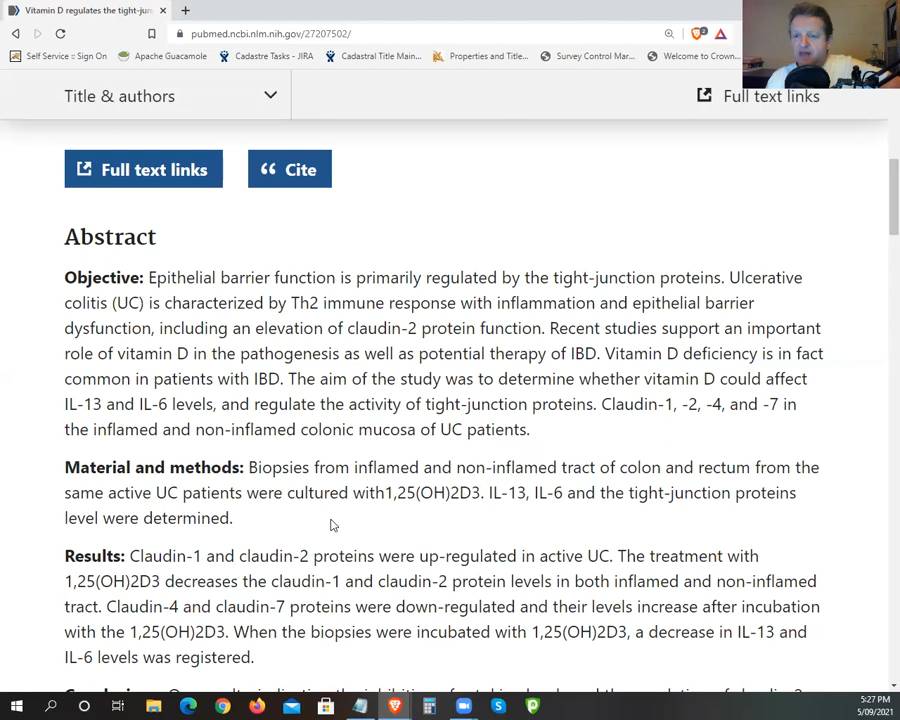 Vitamin D regulates the tight-jun
pubmed.ncbi.nlm.nih.gov/27207502/
Self Service :: Sign On
Apache Guacamole
Cadastre Tasks - JIRA
Cadastral Title Main...
Properties and Title...
Survey Control Mar...
Welcome to Crown...
Title & authors
Full text links
Full text links
Cite
Abstract
Objective: Epithelial barrier function is primarily regulated by the tight-junction proteins. Ulcerative
colitis (UC) is characterized by Th2 immune response with inflammation and epithelial barrier
dysfunction, including an elevation of claudin-2 protein function. Recent studies support an important
role of vitamin D in the pathogenesis as well as potential therapy of IBD. Vitamin D deficiency is in fact
common in patients with IBD. The aim of the study was to determine whether vitamin D could affect
IL-13 and IL-6 levels, and regulate the activity of tight-junction proteins. Claudin-1, -2, -4, and -7 in
the inflamed and non-inflamed colonic mucosa of UC patients.
Material and methods: Biopsies from inflamed and non-inflamed tract of colon and rectum from the
same active UC patients were cultured with1,25(OH)2D3. IL-13, IL-6 and the tight-junction proteins
level were determined.
Results: Claudin-1 and claudin-2 proteins were up-regulated in active UC. The treatment with
1,25(OH)2D3 decreases the claudin-1 and claudin-2 protein levels in both inflamed and non-inflamed
tract. Claudin-4 and claudin-7 proteins were down-regulated and their levels increase after incubation
with the 1,25(OH)2D3. When the biopsies were incubated with 1,25(OH)2D3, a decrease in IL-13 and
IL-6 levels was registered.
5:27 PM
5/09/2021